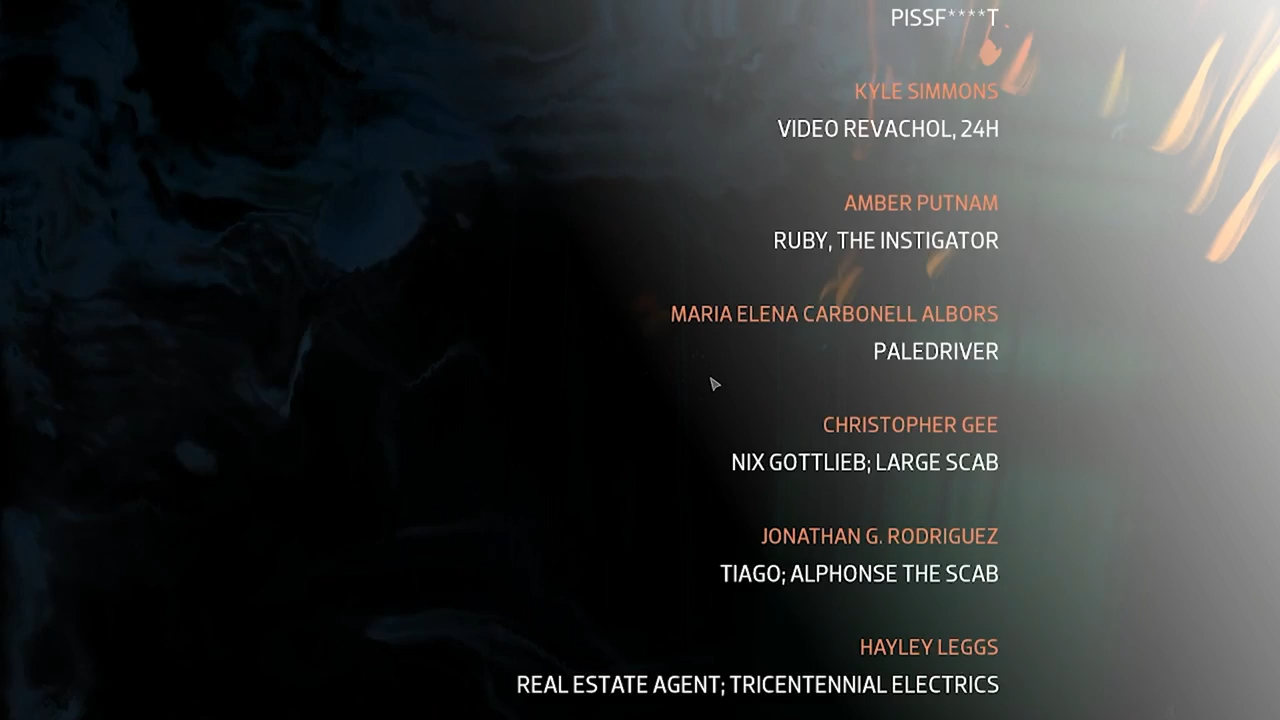 PISSF****T
KYLE SIMMONS
VIDEO REVACHOL, 24H
AMBER PUTNAM
RUBY, THE INSTIGATOR
MARIA ELENA CARBONELL ALBORS
PALEDRIVER
CHRISTOPHER GEE
NIX GOTTLIEB; LARGE SCAB
JONATHAN G. RODRIGUEZ
TIAGO; ALPHONSE THE SCAB
HAYLEY LEGGS
REAL ESTATE AGENT; TRICENTENNIAL ELECTRICS